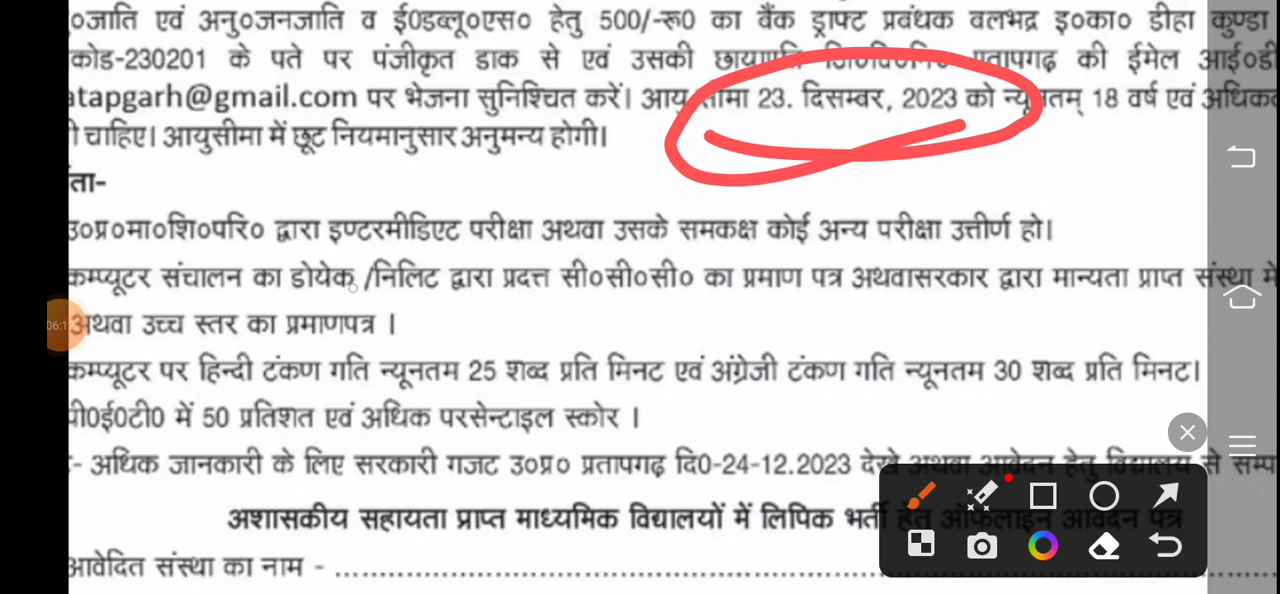 ०जाति एवं अनु०जनजाति व ई०डब्लू०एस० हेतु 500/-रू0 का बैंक ड्राफ्ट प्रबंधक बलभद्र इ०का० डीहा कुण्डा
कोड-230201 के पते पर पंजीकृत डाक से एवं उसकी छायाप्रति जि०वि०नि० प्रतापगढ़ की ईमेल आई०डी
atapgarh@gmail.com पर भेजना सुनिश्चित करें। आयु सीमा 23. दिसम्बर, 2023 को न्यूनतम् 18 वर्ष एवं अधिक
ी चाहिए। आयुसीमा में छूट नियमानुसार अनुमन्य होगी।
ता-
उ०प्र०मा०शि०परि० द्वारा इण्टरमीडिएट परीक्षा अथवा उसके समकक्ष कोई अन्य परीक्षा उत्तीर्ण हो।
कम्प्यूटर संचालन का डोयेक /निलिट द्वारा प्रदत्त सी०सी०सी० का प्रमाण पत्र अथवासरकार द्वारा मान्यता प्राप्त संस्था में
अथवा उच्च स्तर का प्रमाणपत्र ।
कम्प्यूटर पर हिन्दी टंकण गति न्यूनतम 25 शब्द प्रति मिनट एवं अंग्रेजी टंकण गति न्यूनतम 30 शब्द प्रति मिनट।
पी0ई0टी0 में 50 प्रतिशत एवं अधिक परसेन्टाइल स्कोर ।
- अधिक जानकारी के लिए सरकारी गजट उ०प्र० प्रतापगढ़ दि0-24-12.2023 देखे अथवा आवेदन हेतु विद्यालय से सम्प
अशासकीय सहायता प्राप्त माध्यमिक विद्यालयों में लिपिक भर्ती हेतु ऑफलाइन आवेदन पत्र
आवेदित संस्था का नाम - ........................................................................